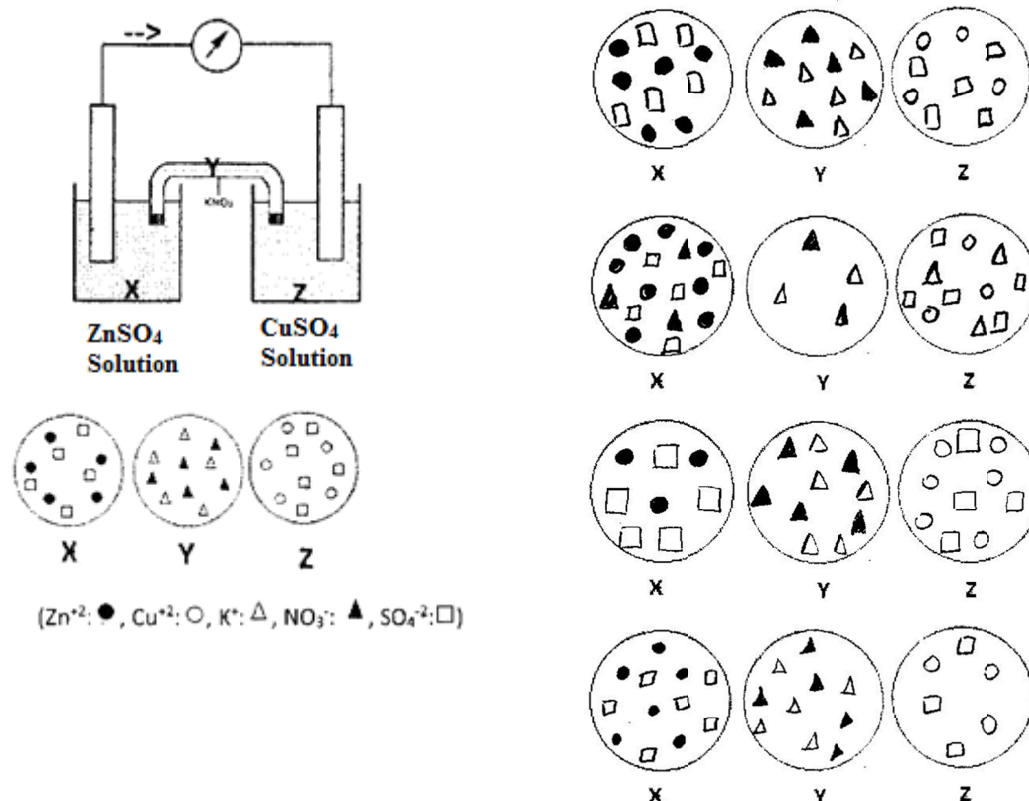 -->
Y
KNO₃
X
Z
ZnSO₄
Solution
CuSO₄
Solution
X Y Z
(Zn⁺²: ●, Cu⁺²: ○, K⁺: △, NO₃⁻: ▲, SO₄⁻²: □)
X Y Z
X Y Z
X Y Z
X Y Z